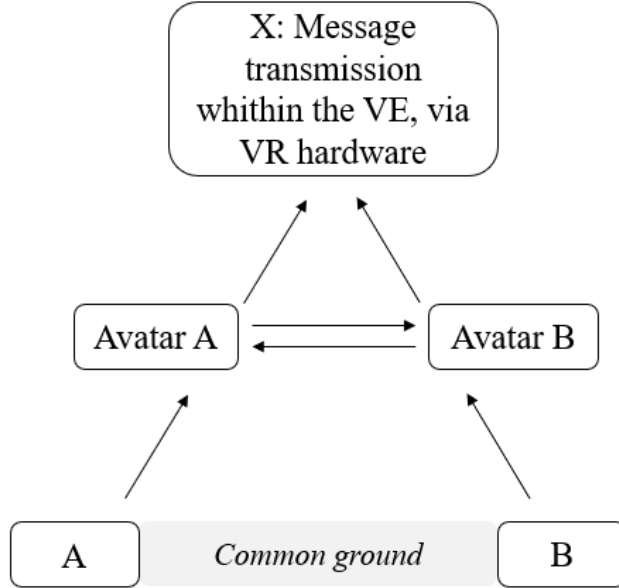 X: Message
transmission
whithin the VE, via
VR hardware
Avatar A
Avatar B
A
Common ground
B